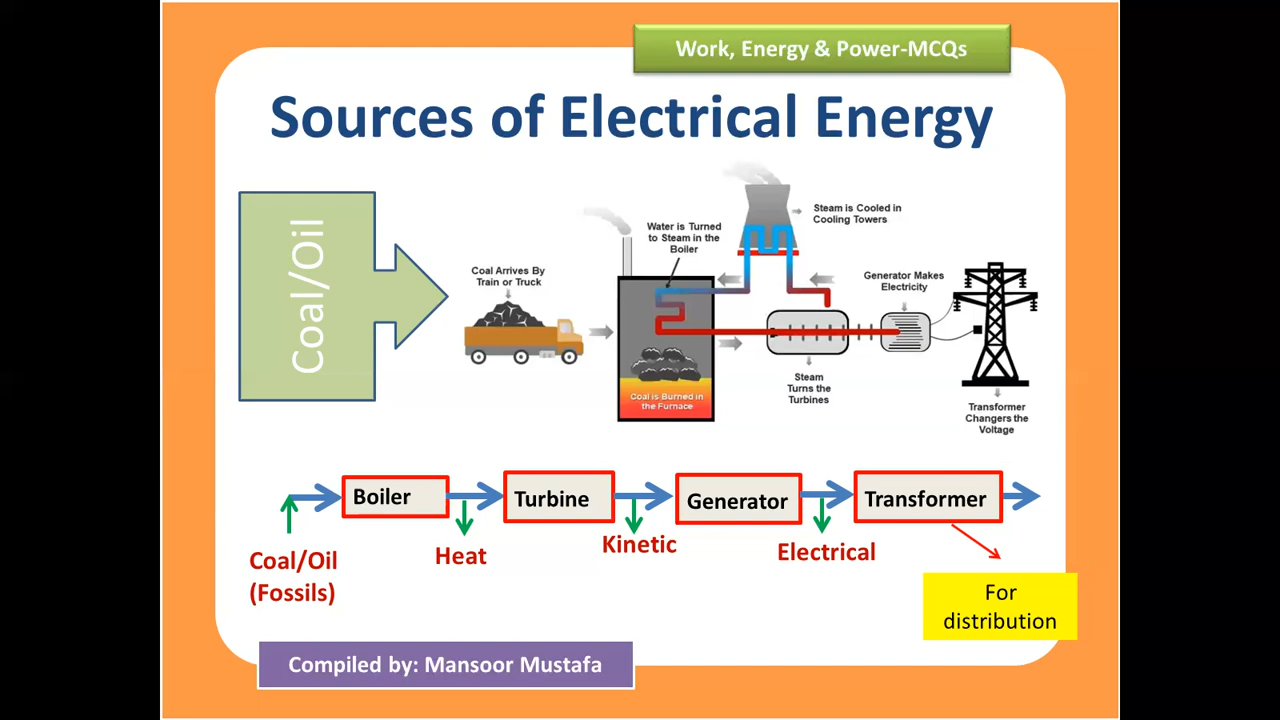 Work, Energy & Power-MCQs
Sources of Electrical Energy
Coal/Oil
Coal Arrives By
Train or Truck
Water is Turned
to Steam in the
Boiler
Steam is Cooled in
Cooling Towers
Generator Makes
Electricity
Coal is Burned in
the Furnace
Steam
Turns the
Turbines
Transformer
Changers the
Voltage
Boiler
Turbine
Generator
Transformer
Coal/Oil
(Fossils)
Heat
Kinetic
Electrical
For
distribution
Compiled by: Mansoor Mustafa